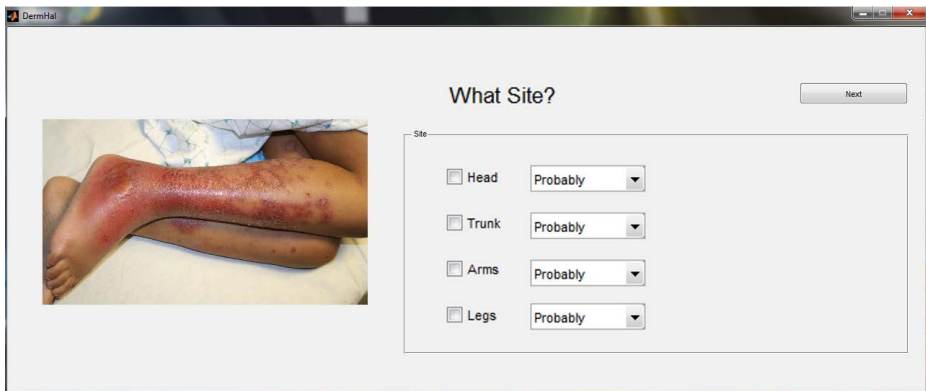 DermHal
What Site?
Next
Site
Head Probably
Trunk Probably
Arms Probably
Legs Probably